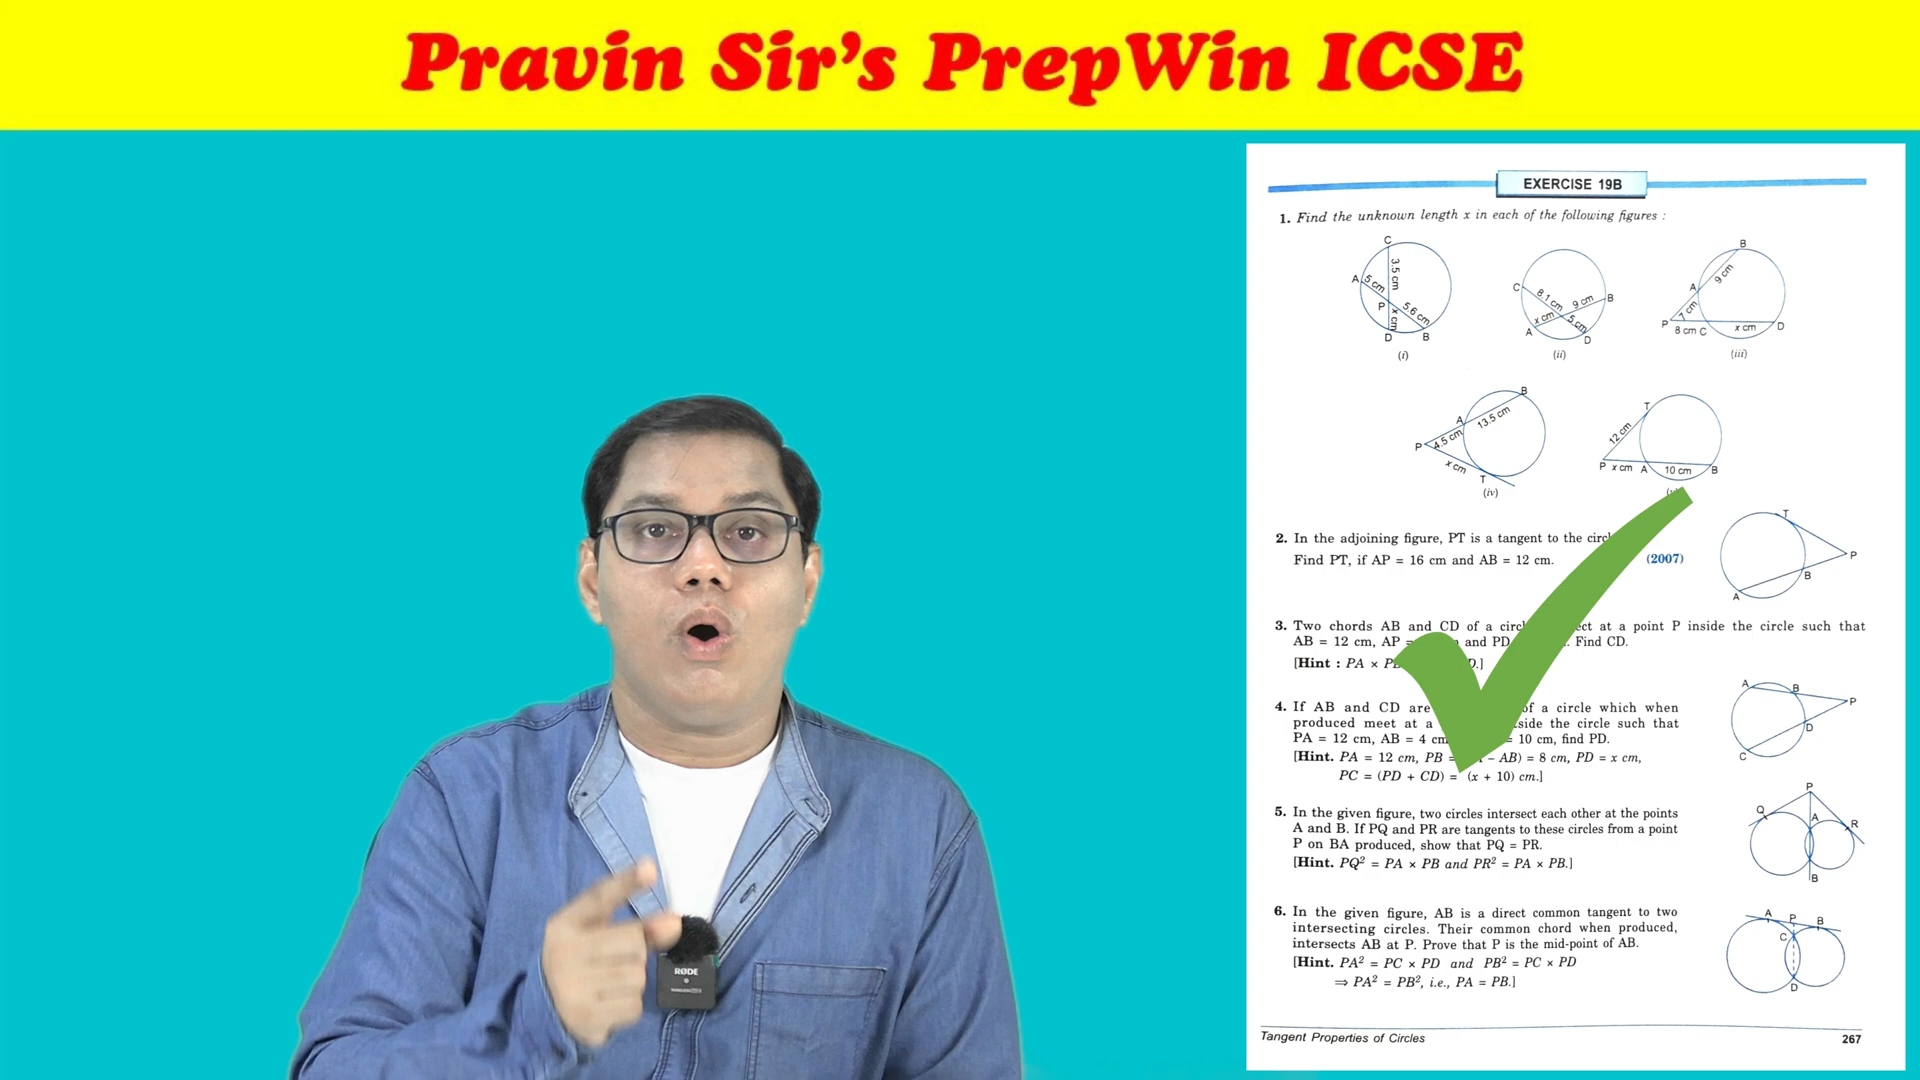 Pravin Sir's PrepWin ICSE
EXERCISE 19B
1. Find the unknown length x in each of the following figures :
C
A 5 cm 3.5 cm
P x cm 5.6 cm
D B
(i)
C 8.1 cm 9 cm B
x cm 5 cm
A D
(ii)
B
A 9 cm
P 7 cm
8 cm C x cm D
(iii)
B
A 13.5 cm
P 4.5 cm
x cm T
(iv)
T
12 cm
P x cm A 10 cm B
2. In the adjoining figure, PT is a tangent to the
Find PT, if AP = 16 cm and AB = 12 cm. (2007)
T
P
B
A
3. Two chords AB and CD of a at a point P inside the circle such that
AB = 12 cm, AP and PD Find CD.
[Hint : PA ×
4. If AB and CD are of a circle which when
produced meet at a the circle such that
PA = 12 cm, AB = 4 = 10 cm, find PD.
[Hint. PA = 12 cm, PB – AB) = 8 cm, PD = x cm,
PC = (PD + CD) = (x + 10) cm.]
A B P
D
C
5. In the given figure, two circles intersect each other at the points
A and B. If PQ and PR are tangents to these circles from a point
P on BA produced, show that PQ = PR.
[Hint. PQ² = PA × PB and PR² = PA × PB.]
P
Q A R
B
6. In the given figure, AB is a direct common tangent to two
intersecting circles. Their common chord when produced,
intersects AB at P. Prove that P is the mid-point of AB.
[Hint. PA² = PC × PD and PB² = PC × PD
⇒ PA² = PB², i.e., PA = PB.]
A P B
C
D
Tangent Properties of Circles 267
RØDE